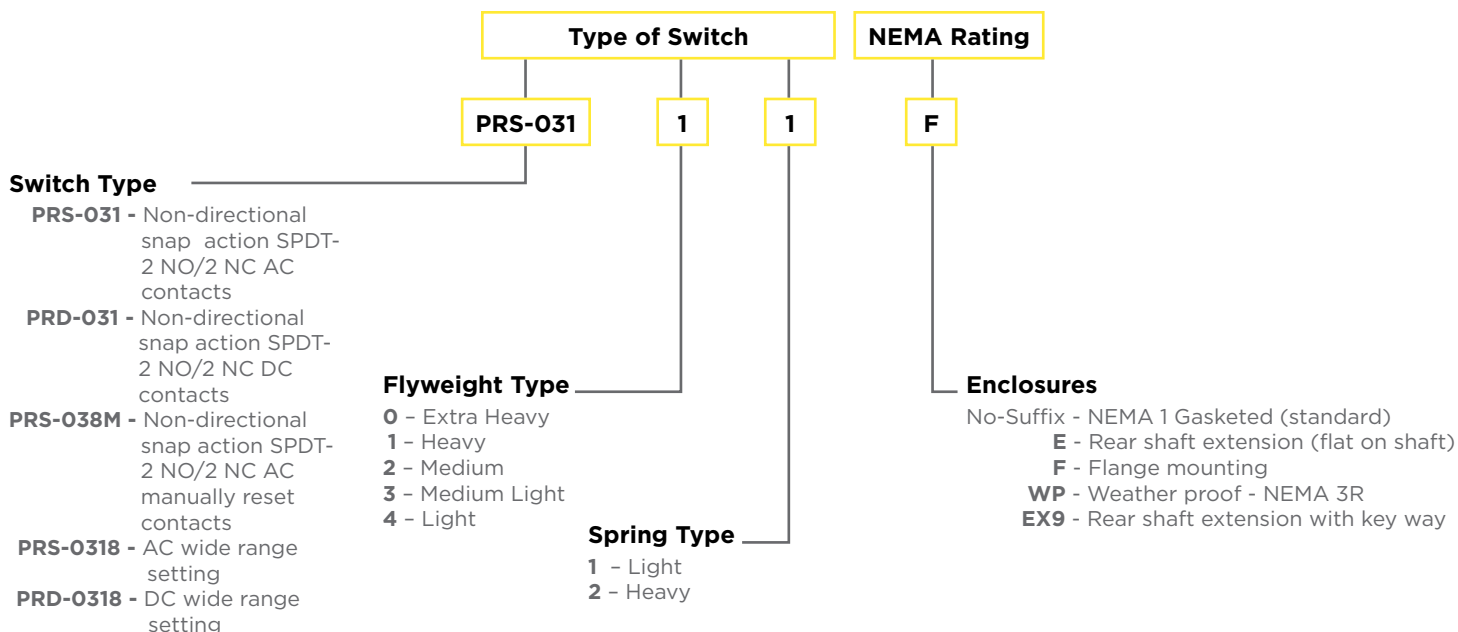 Type of Switch
NEMA Rating
PRS-031
1
1
F
Switch Type
PRS-031 - Non-directional
snap action SPDT-
2 NO/2 NC AC
contacts
PRD-031 - Non-directional
snap action SPDT-
2 NO/2 NC DC
contacts
PRS-038M - Non-directional
snap action SPDT-
2 NO/2 NC AC
manually reset
contacts
PRS-0318 - AC wide range
setting
PRD-0318 - DC wide range
setting
Flyweight Type
0 – Extra Heavy
1 – Heavy
2 – Medium
3 – Medium Light
4 – Light
Spring Type
1 – Light
2 – Heavy
Enclosures
No-Suffix - NEMA 1 Gasketed (standard)
E - Rear shaft extension (flat on shaft)
F - Flange mounting
WP - Weather proof - NEMA 3R
EX9 - Rear shaft extension with key way